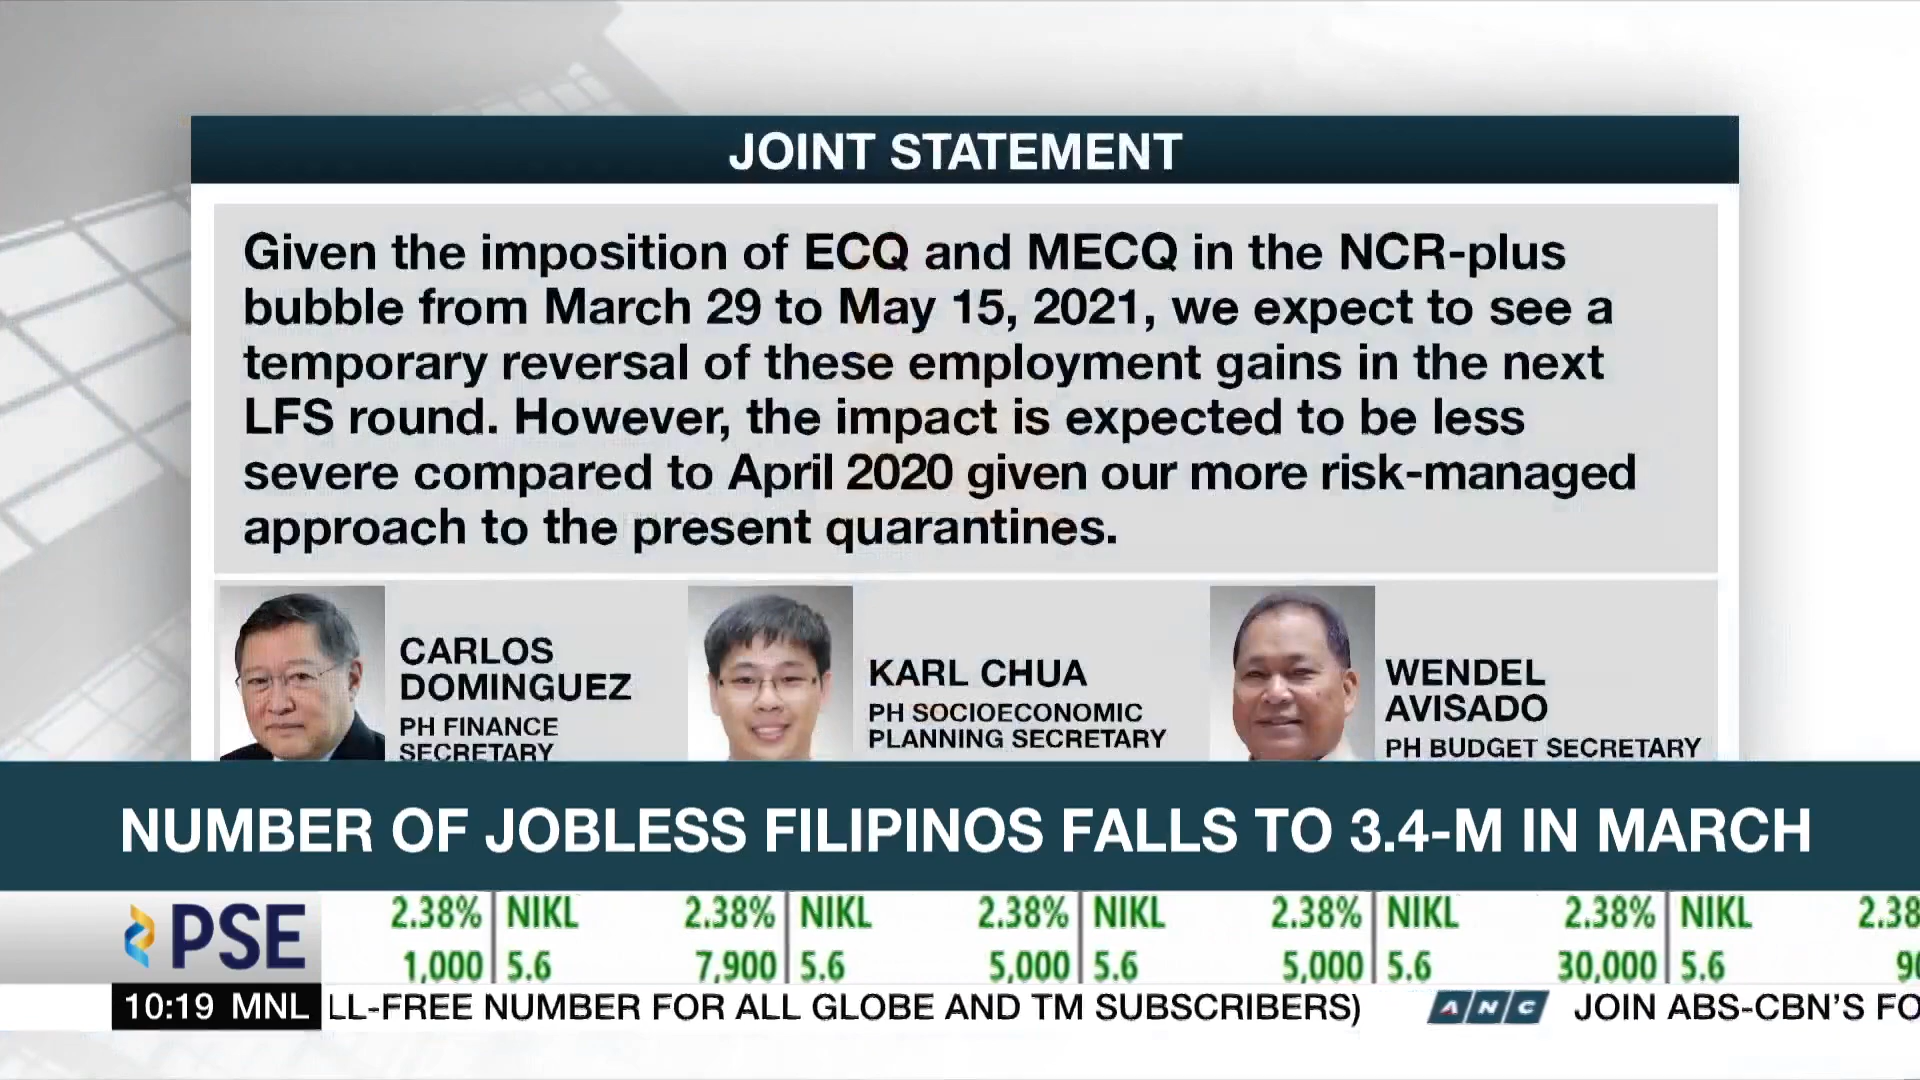 JOINT STATEMENT
Given the imposition of ECQ and MECQ in the NCR-plus
bubble from March 29 to May 15, 2021, we expect to see a
temporary reversal of these employment gains in the next
LFS round. However, the impact is expected to be less
severe compared to April 2020 given our more risk-managed
approach to the present quarantines.
CARLOS
DOMINGUEZ
PH FINANCE
SECRETARY
KARL CHUA
PH SOCIOECONOMIC
PLANNING SECRETARY
WENDEL
AVISADO
PH BUDGET SECRETARY
NUMBER OF JOBLESS FILIPINOS FALLS TO 3.4-M IN MARCH
PSE
2.38% NIKL 2.38% NIKL 2.38% NIKL 2.38% NIKL 2.38% NIKL 2.38
1,000 5.6 7,900 5.6 5,000 5.6 5,000 5.6 30,000 5.6 90
10:19 MNL LL-FREE NUMBER FOR ALL GLOBE AND TM SUBSCRIBERS) ANC JOIN ABS-CBN'S FO